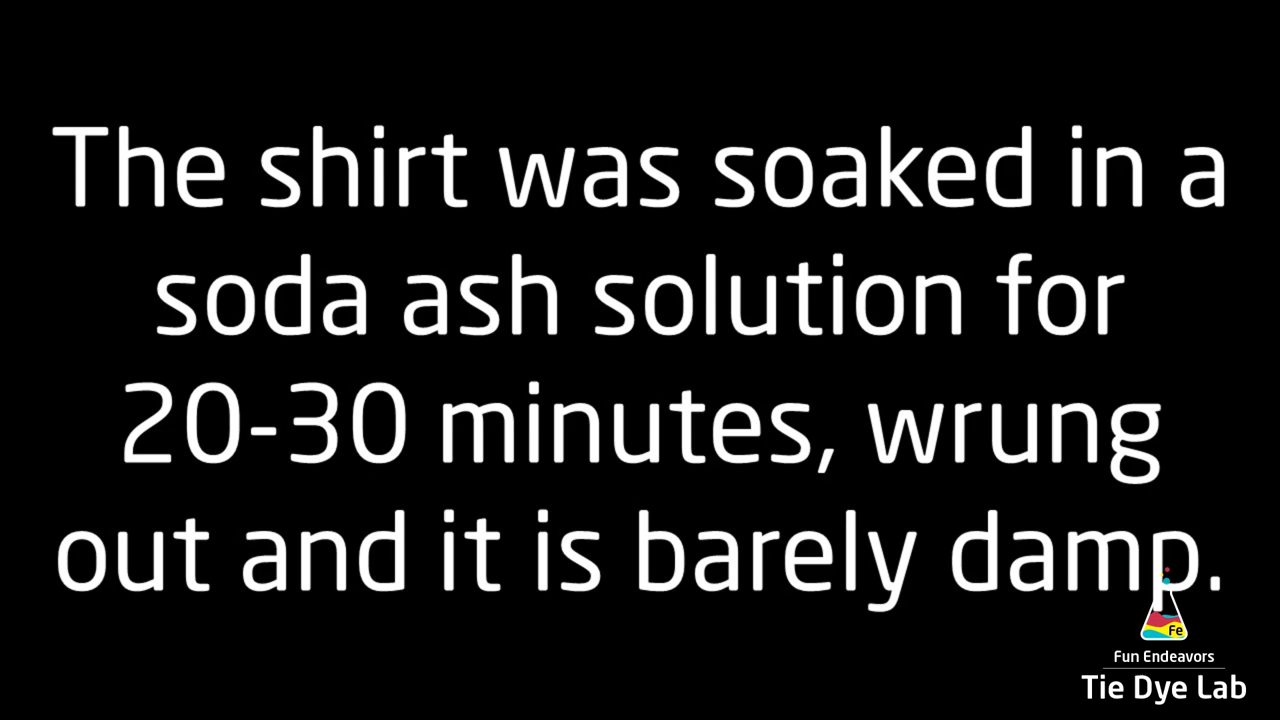 The shirt was soaked in a
soda ash solution for
20-30 minutes, wrung
out and it is barely damp.
Fe
Fun Endeavors
Tie Dye Lab